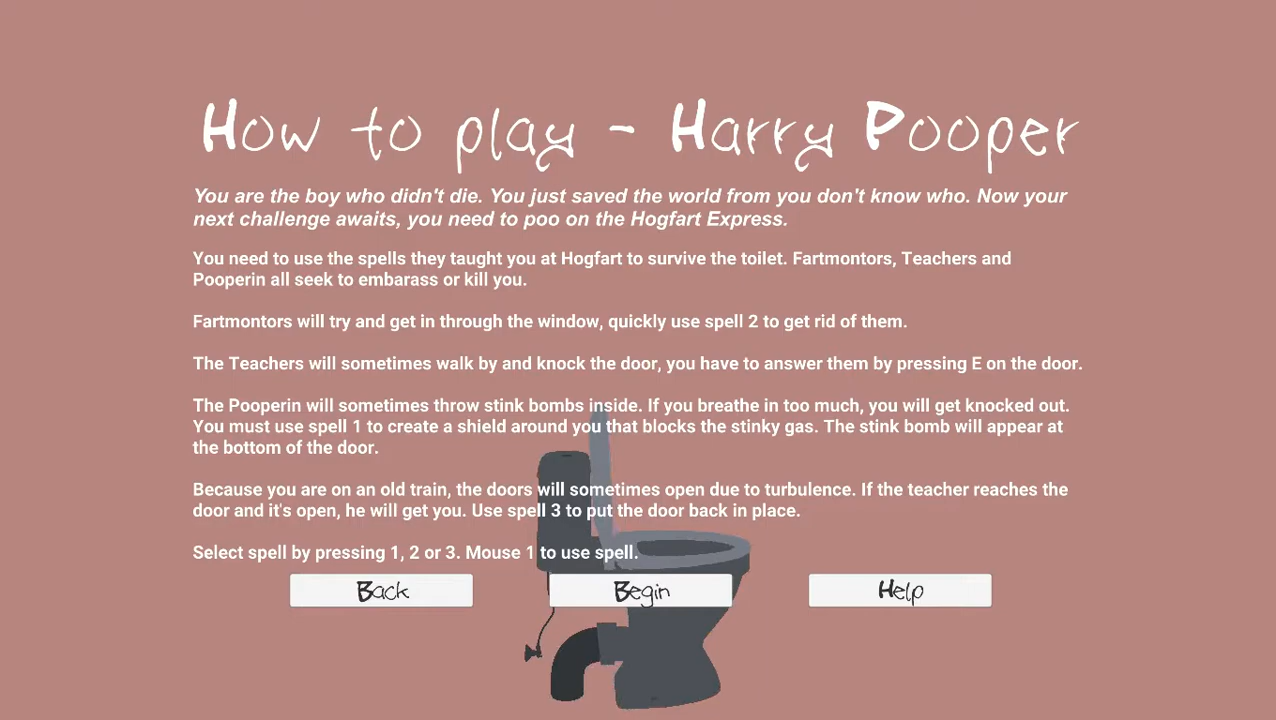 How to play - Harry Pooper
You are the boy who didn't die. You just saved the world from you don't know who. Now your
next challenge awaits, you need to poo on the Hogfart Express.
You need to use the spells they taught you at Hogfart to survive the toilet. Fartmontors, Teachers and
Pooperin all seek to embarass or kill you.
Fartmontors will try and get in through the window, quickly use spell 2 to get rid of them.
The Teachers will sometimes walk by and knock the door, you have to answer them by pressing E on the door.
The Pooperin will sometimes throw stink bombs inside. If you breathe in too much, you will get knocked out.
You must use spell 1 to create a shield around you that blocks the stinky gas. The stink bomb will appear at
the bottom of the door.
Because you are on an old train, the doors will sometimes open due to turbulence. If the teacher reaches the
door and it's open, he will get you. Use spell 3 to put the door back in place.
Select spell by pressing 1, 2 or 3. Mouse 1 to use spell.
Back
Begin
Help